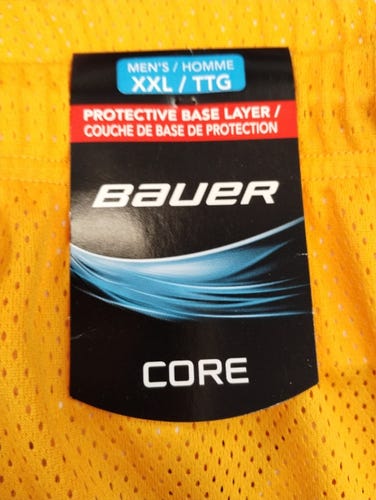 MEN'S / HOMME
XXL / TTG
PROTECTIVE BASE LAYER /
COUCHE DE BASE DE PROTECTION
BAUER
CORE